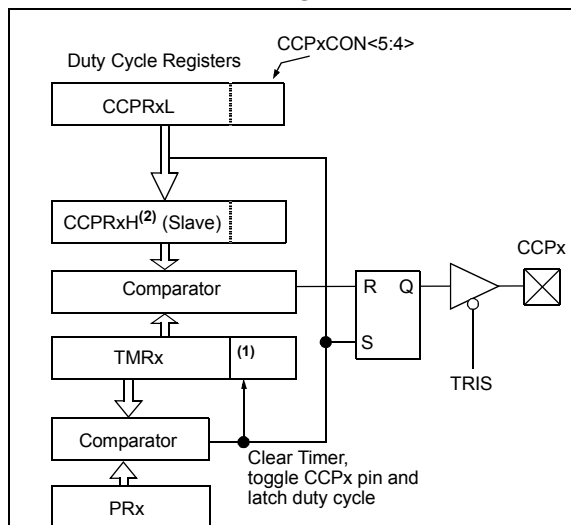 CCPxCON<5:4>
Duty Cycle Registers
CCPRxL
CCPRxH(2) (Slave)
CCPx
Comparator
R Q
TMRx
(1)
S
TRIS
Comparator
Clear Timer,
toggle CCPx pin and
latch duty cycle
PRx